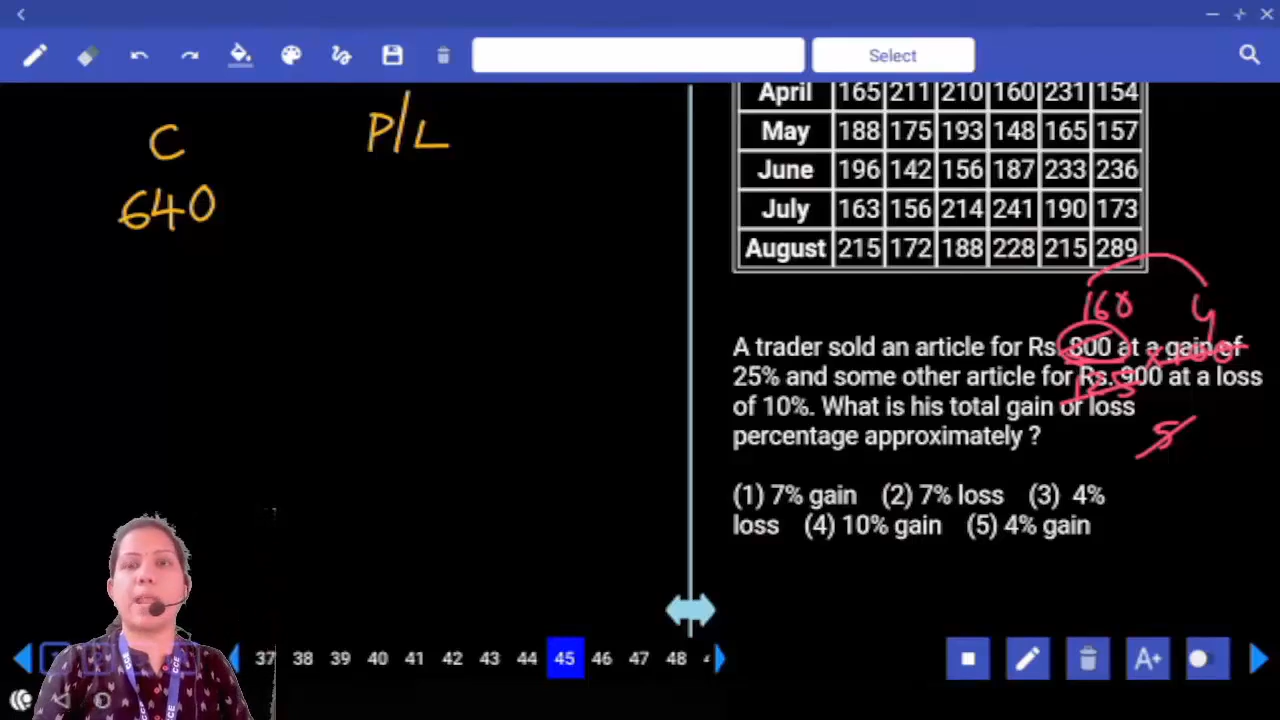 Select
C P/L
640
April 165 211 210 160 231 154
May 188 175 193 148 165 157
June 196 142 156 187 233 236
July 163 156 214 241 190 173
August 215 172 188 228 215 289
160 4
A trader sold an article for Rs. 800 at a gain of
25% and some other article for Rs. 900 at a loss
of 10%. What is his total gain or loss
percentage approximately ?
125
5
(1) 7% gain (2) 7% loss (3) 4%
loss (4) 10% gain (5) 4% gain
37 38 39 40 41 42 43 44 45 46 47 48
A+
CCE
CCE